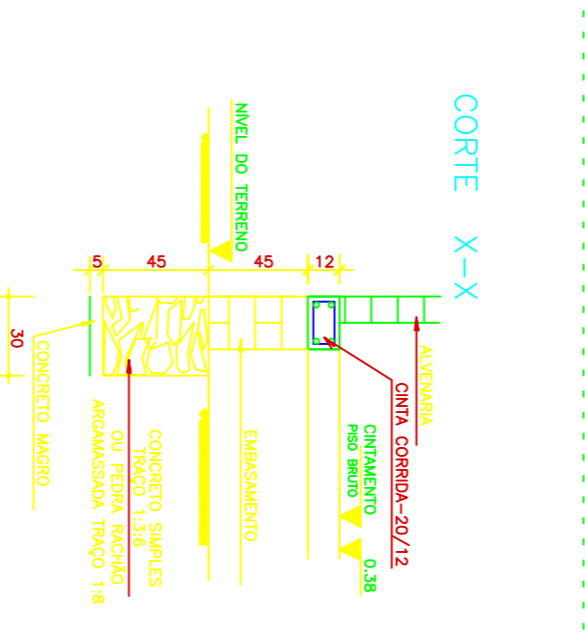 CORTE X-X
ALVENARIA
CINTA CORRIDA-20/12
CINTAMENTO
PISO BRUTO
0.38
12
45
45
5
30
NÍVEL DO TERRENO
EMBASAMENTO
CONCRETO SIMPLES
TRAÇO 1:3:6
OU PEDRA RACHÃO
ARGAMASSADA TRAÇO 1:8
CONCRETO MAGRO